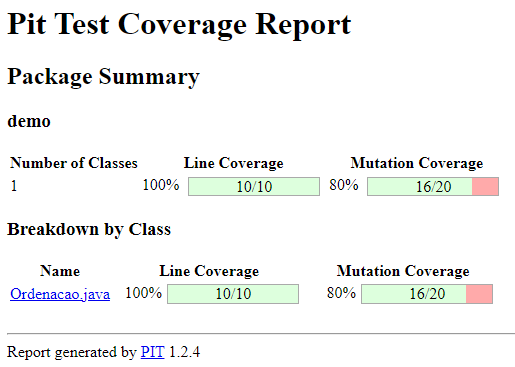 Pit Test Coverage Report
Package Summary
demo
Number of Classes Line Coverage Mutation Coverage
1 100% 10/10 80% 16/20
Breakdown by Class
Name Line Coverage Mutation Coverage
Ordenacao.java 100% 10/10 80% 16/20
Report generated by PIT 1.2.4